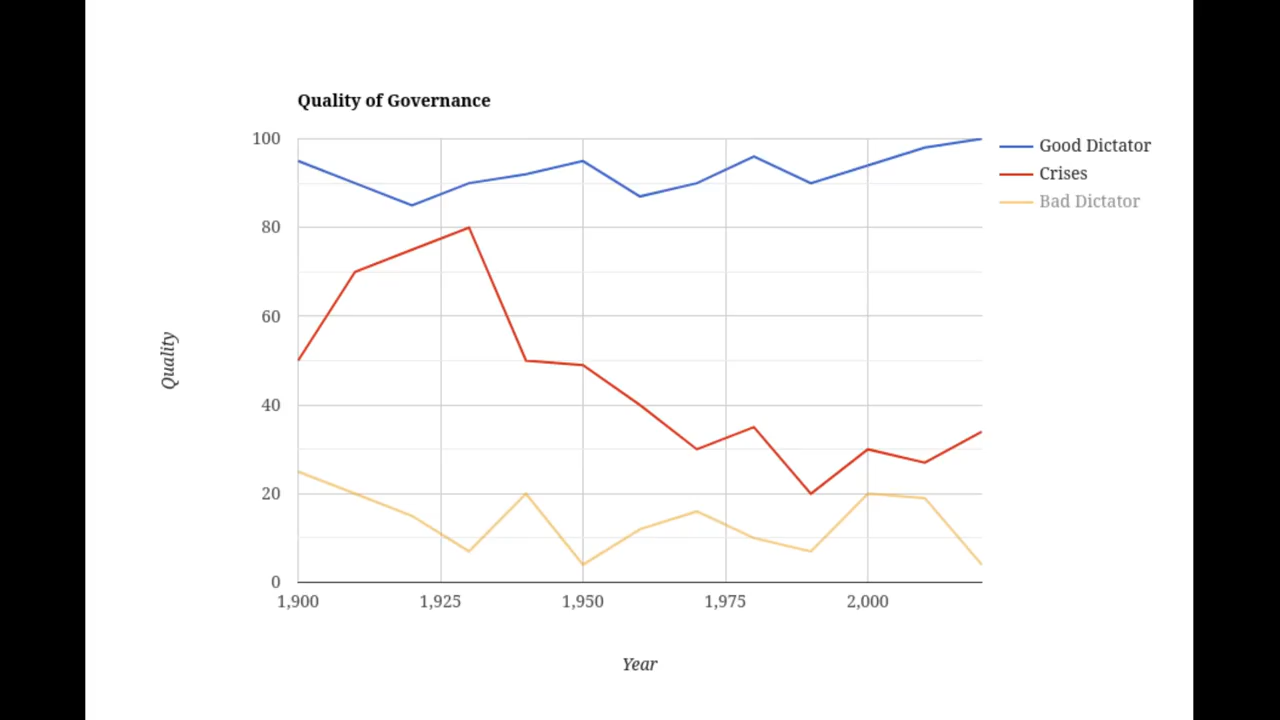 Quality of Governance
100
80
60
40
20
0
Quality
1,900 1,925 1,950 1,975 2,000
Year
Good Dictator
Crises
Bad Dictator